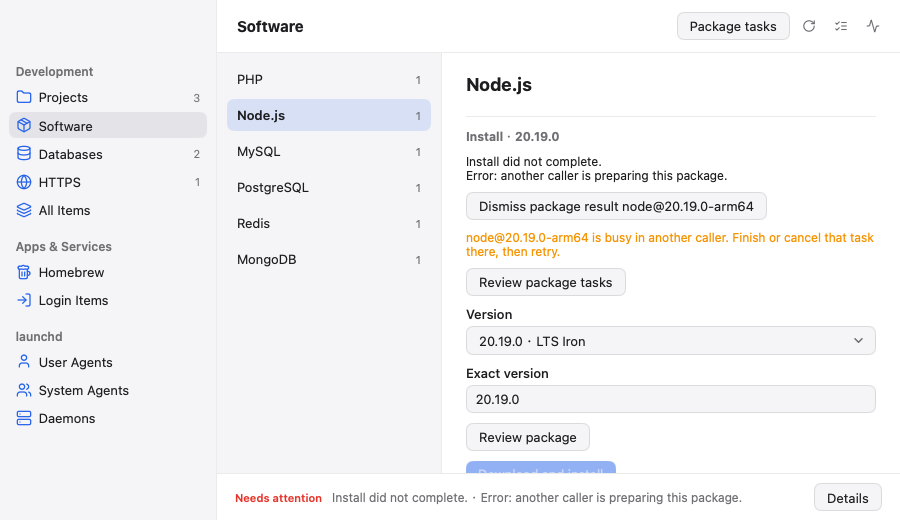 Software
Package tasks
Development
Projects 3
Software
Databases 2
HTTPS 1
All Items
Apps & Services
Homebrew
Login Items
launchd
User Agents
System Agents
Daemons
PHP 1
Node.js 1
MySQL 1
PostgreSQL 1
Redis 1
MongoDB 1
Node.js
Install · 20.19.0
Install did not complete.
Error: another caller is preparing this package.
Dismiss package result node@20.19.0-arm64
node@20.19.0-arm64 is busy in another caller. Finish or cancel that task
there, then retry.
Review package tasks
Version
20.19.0 · LTS Iron
Exact version
20.19.0
Review package
Download and install
Needs attention Install did not complete. · Error: another caller is preparing this package.
Details